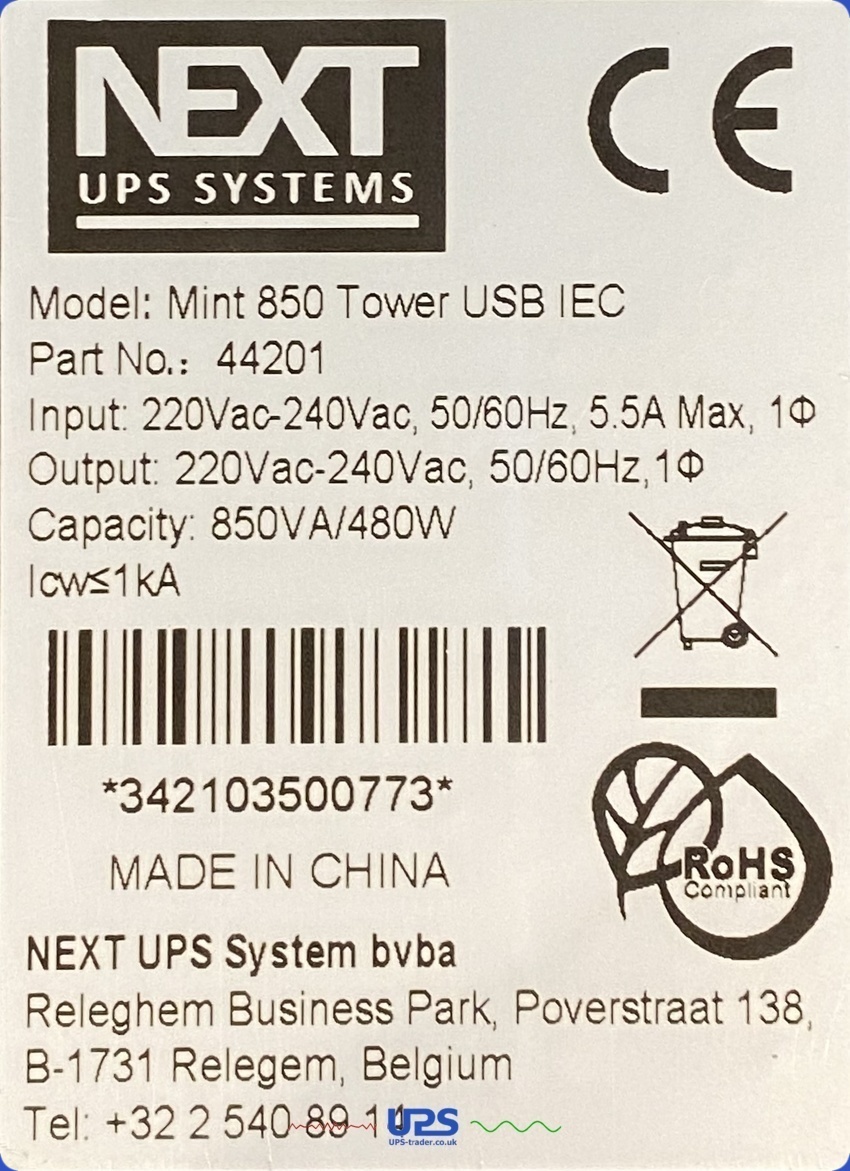 NEXT
UPS SYSTEMS
CE
Model: Mint 850 Tower USB IEC
Part No.: 44201
Input: 220Vac-240Vac, 50/60Hz, 5.5A Max, 1Φ
Output: 220Vac-240Vac, 50/60Hz,1Φ
Capacity: 850VA/480W
Icw≤1kA
*342103500773*
MADE IN CHINA
RoHS
Compliant
NEXT UPS System bvba
Releghem Business Park, Poverstraat 138,
B-1731 Relegem, Belgium
Tel: +32 2 540 89 14
UPS
UPS-trader.co.uk